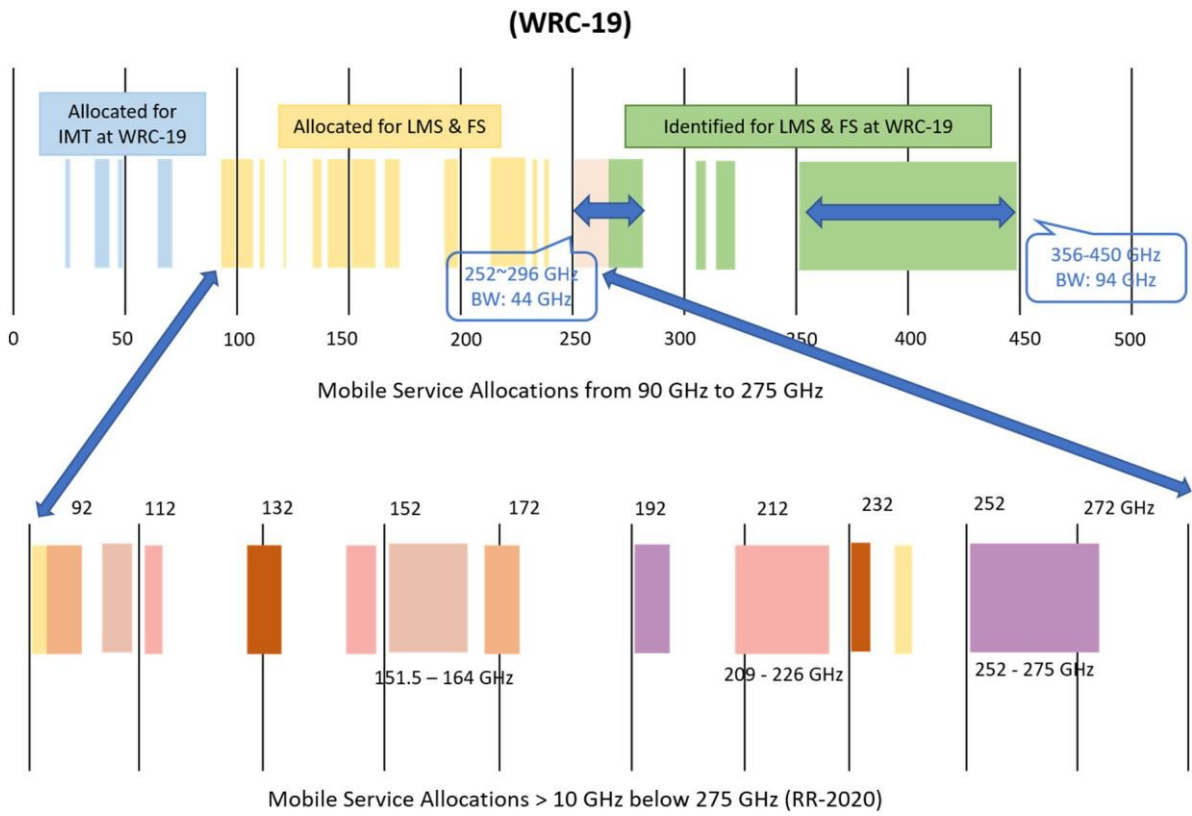 (WRC-19)
Allocated for
IMT at WRC-19
Allocated for LMS & FS
Identified for LMS & FS at WRC-19
252~296 GHz
BW: 44 GHz
356-450 GHz
BW: 94 GHz
0 50 100 150 200 250 300 350 400 450 500
Mobile Service Allocations from 90 GHz to 275 GHz
92 112 132 152 172 192 212 232 252 272 GHz
151.5 – 164 GHz 209 - 226 GHz 252 - 275 GHz
Mobile Service Allocations > 10 GHz below 275 GHz (RR-2020)